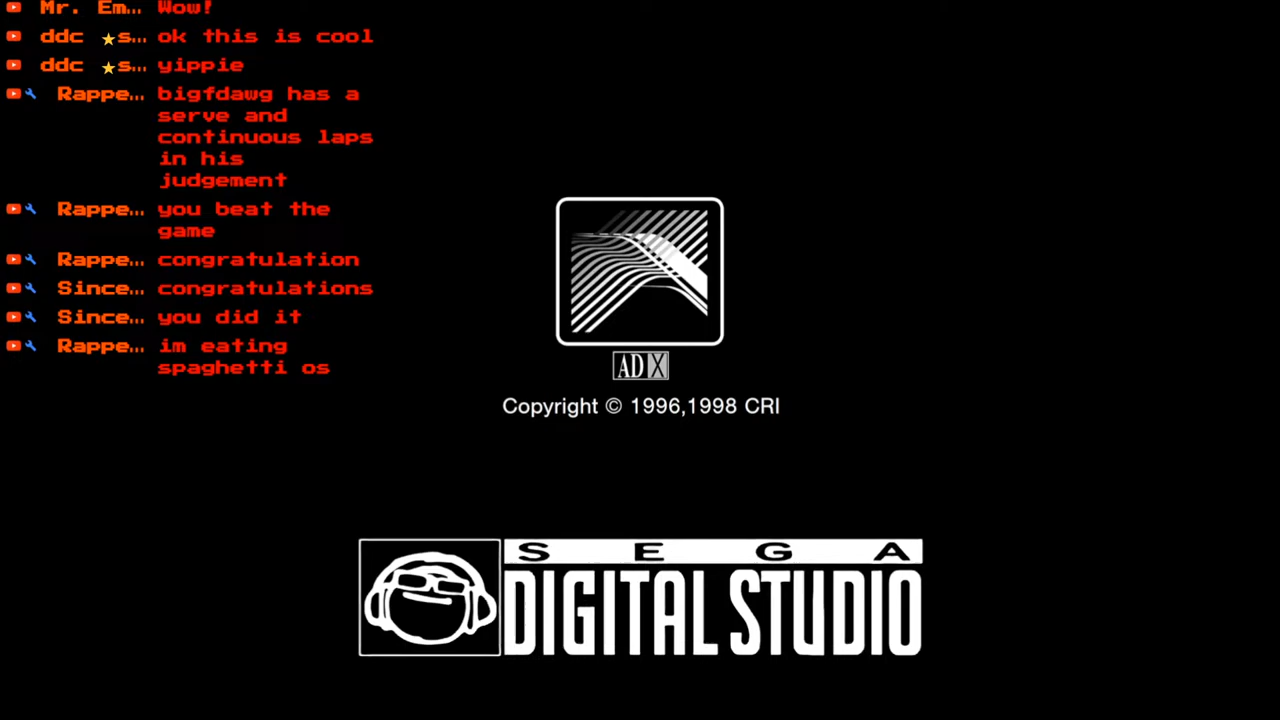 Mr. Em... Wow!
ddc ★s... ok this is cool
ddc ★s... yippie
Rappe... bigfdawg has a
serve and
continuous laps
in his
judgement
Rappe... you beat the
game
Rappe... congratulation
Since... congratulations
Since... you did it
Rappe... im eating
spaghetti os
ADX
Copyright © 1996,1998 CRI
SEGA
DIGITAL STUDIO